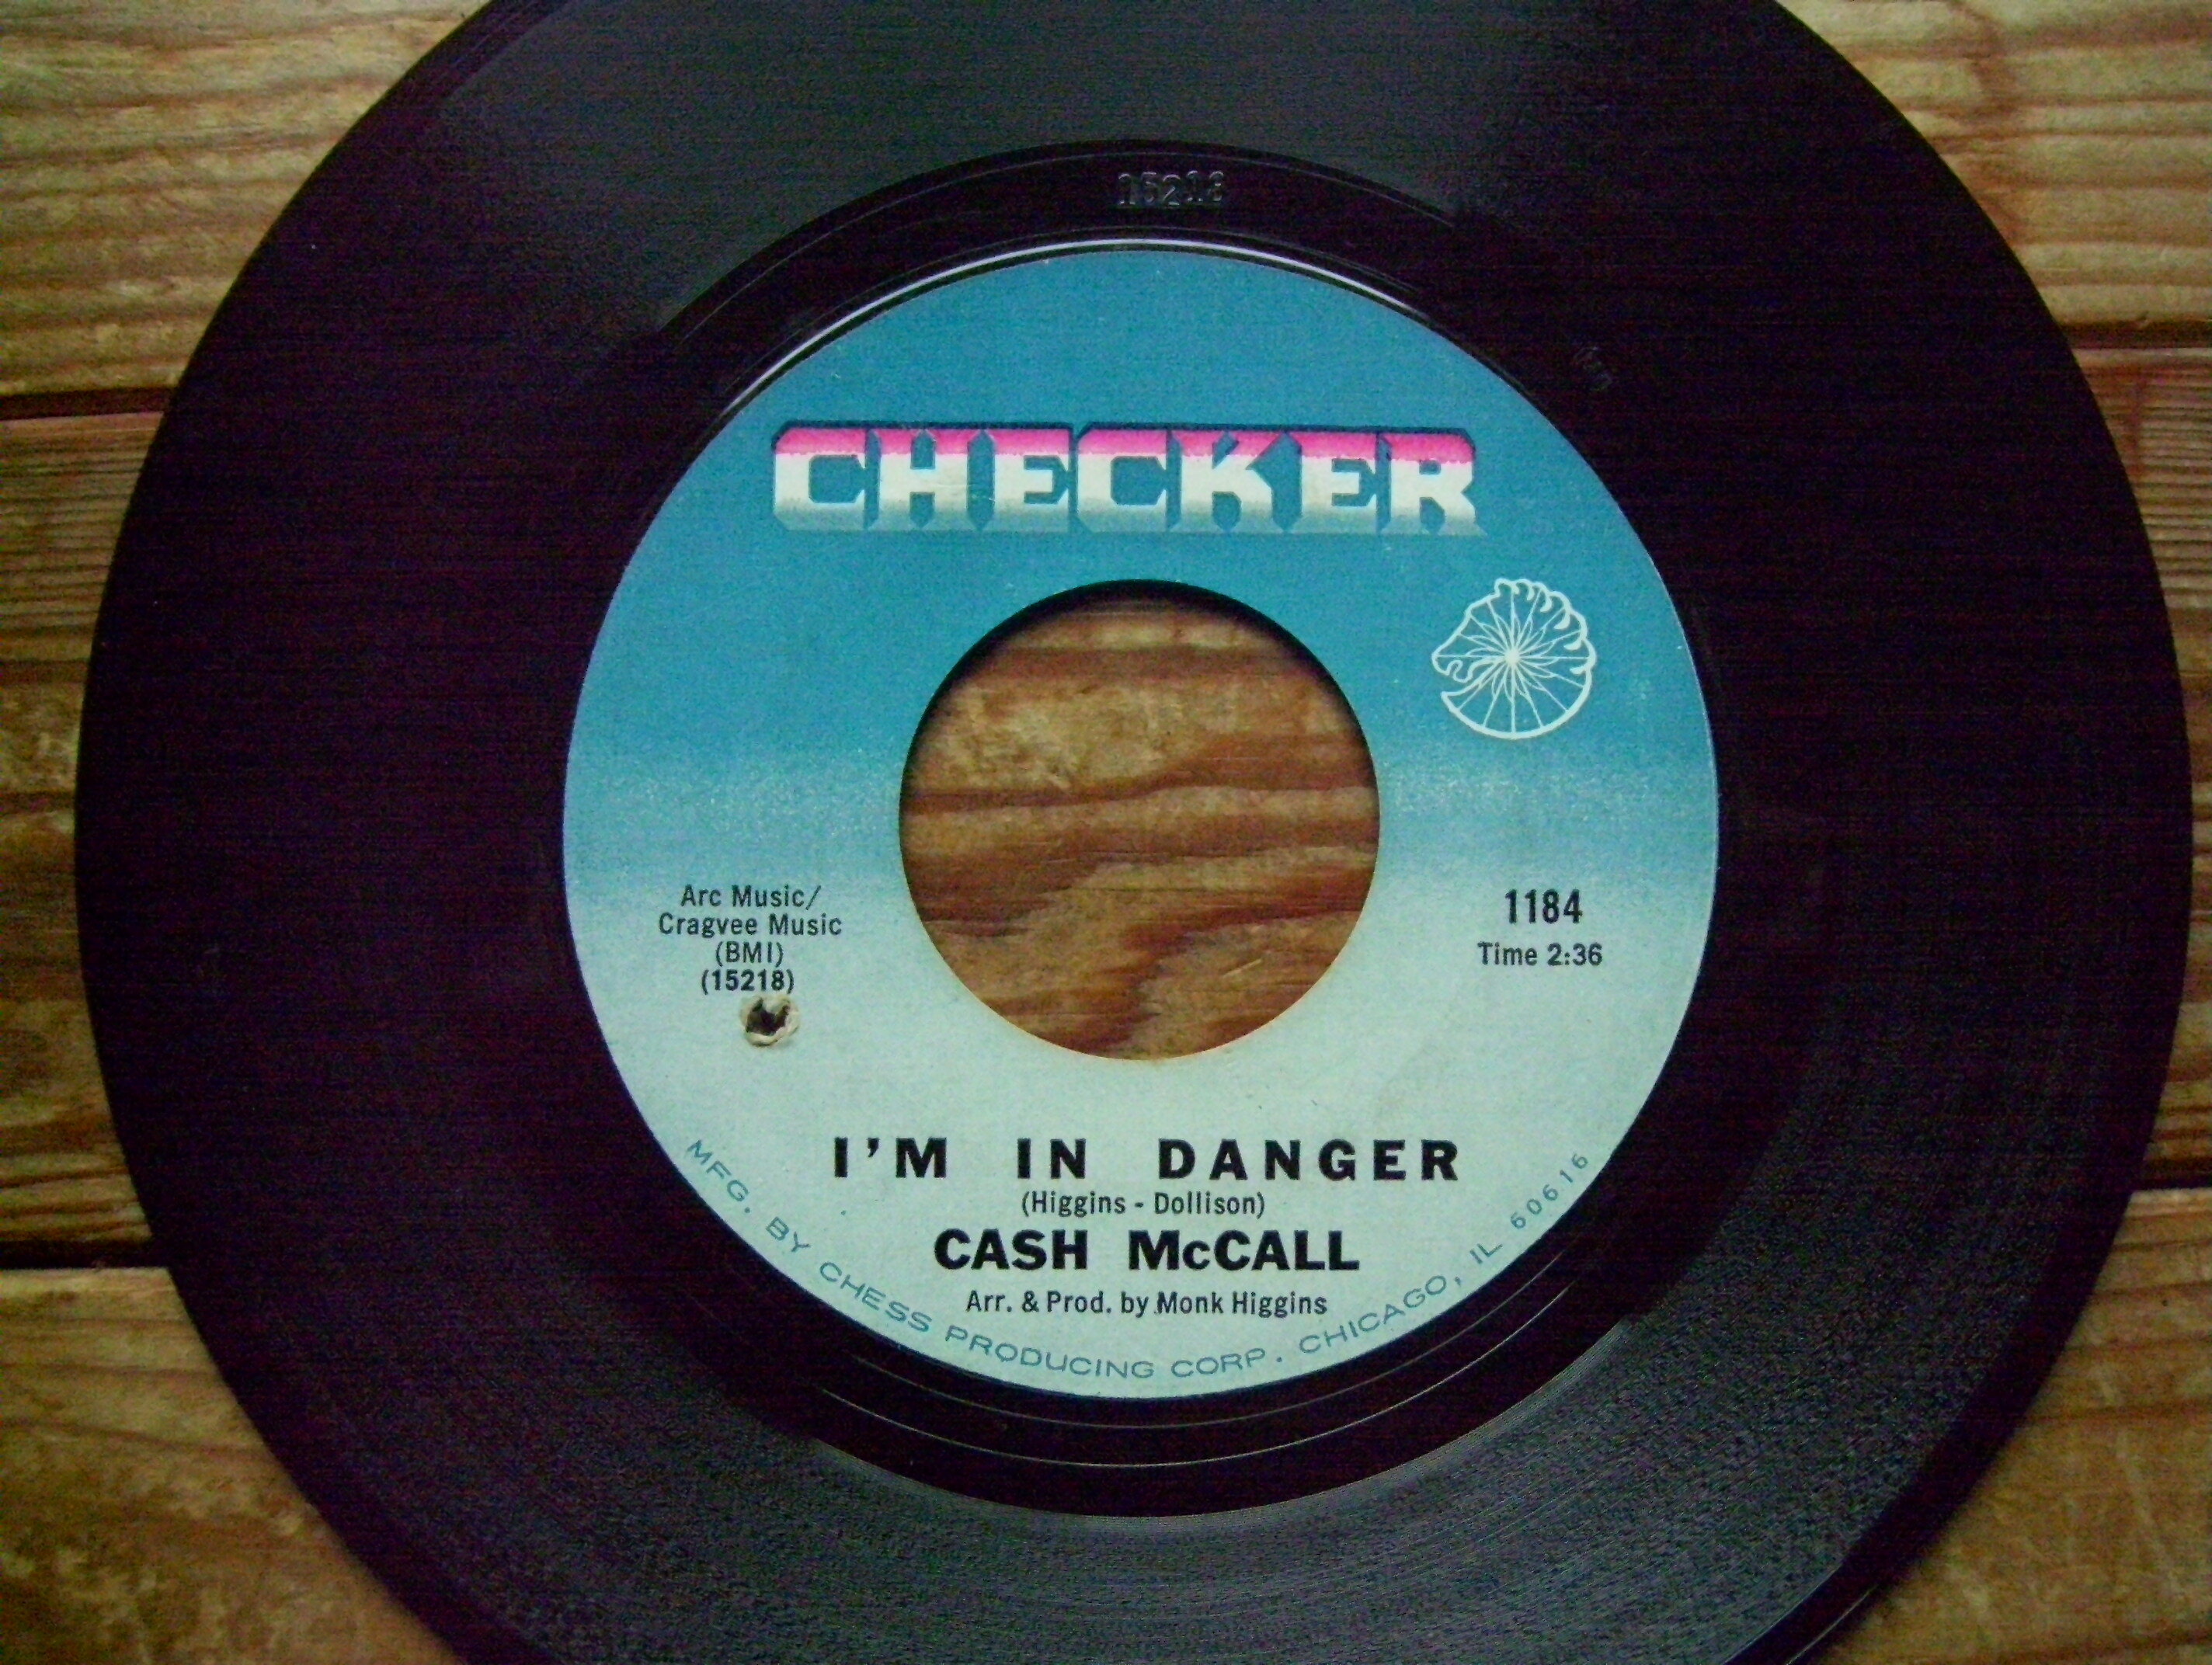 15218
CHECKER
Arc Music/
Cragvee Music
(BMI)
(15218)
1184
Time 2:36
I'M IN DANGER
(Higgins - Dollison)
CASH McCALL
Arr. & Prod. by Monk Higgins
MFG. BY CHESS PRODUCING CORP. CHICAGO, IL 60616